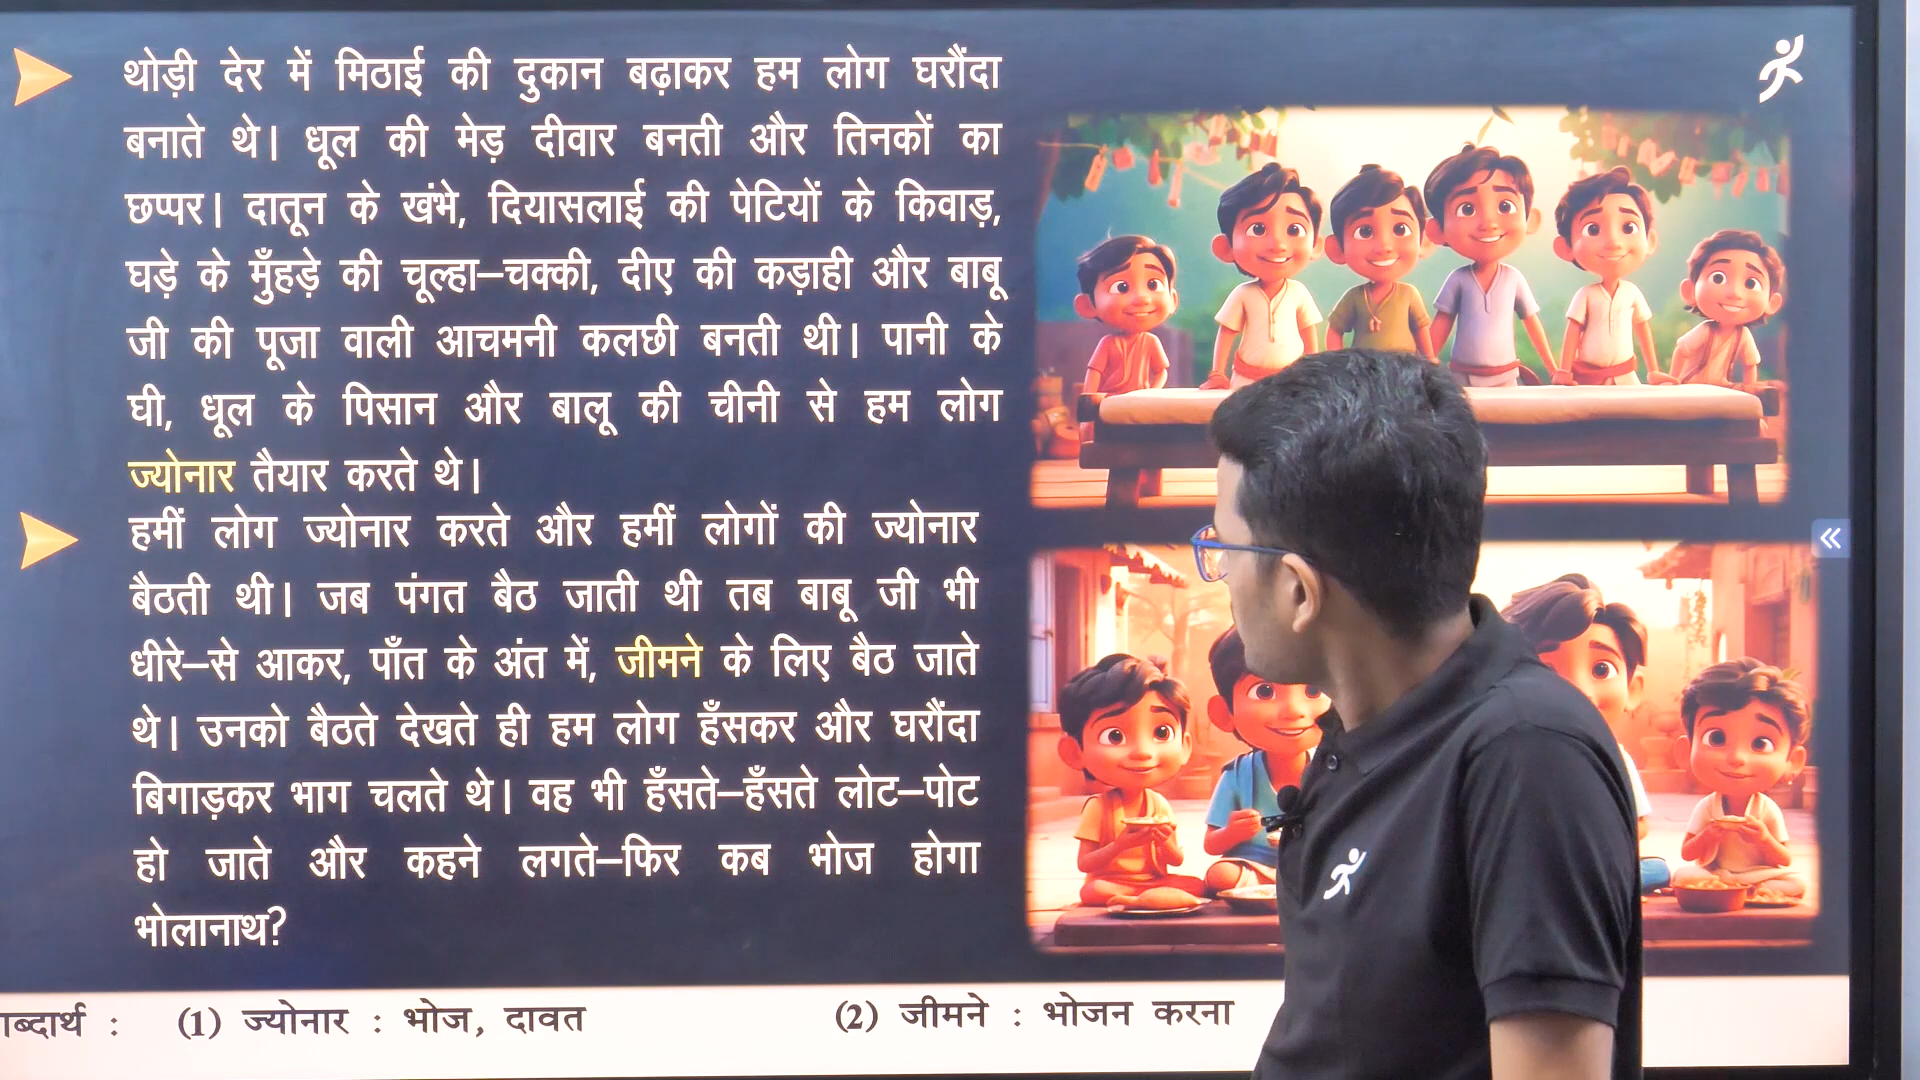 थोड़ी देर में मिठाई की दुकान बढ़ाकर हम लोग घरौंदा
बनाते थे। धूल की मेड़ दीवार बनती और तिनकों का
छप्पर। दातून के खंभे, दियासलाई की पेटियों के किवाड़,
घड़े के मुँहड़े की चूल्हा–चक्की, दीए की कड़ाही और बाबू
जी की पूजा वाली आचमनी कलछी बनती थी। पानी के
घी, धूल के पिसान और बालू की चीनी से हम लोग
ज्योनार तैयार करते थे।
हमीं लोग ज्योनार करते और हमीं लोगों की ज्योनार
बैठती थी। जब पंगत बैठ जाती थी तब बाबू जी भी
धीरे–से आकर, पाँत के अंत में, जीमने के लिए बैठ जाते
थे। उनको बैठते देखते ही हम लोग हँसकर और घरौंदा
बिगाड़कर भाग चलते थे। वह भी हँसते–हँसते लोट–पोट
हो जाते और कहने लगते–फिर कब भोज होगा
भोलानाथ?
ाब्दार्थ : (1) ज्योनार : भोज, दावत (2) जीमने : भोजन करना